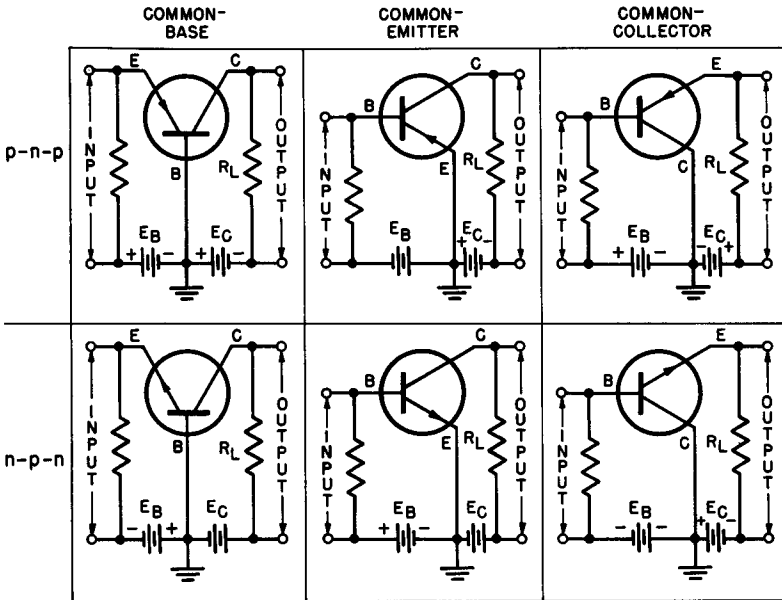 COMMON-
BASE
COMMON-
EMITTER
COMMON-
COLLECTOR
p-n-p
E
C
INPUT
OUTPUT
B
RL
EB
EC
+ -
+ -
C
B
INPUT
OUTPUT
E
RL
EB
EC
+ -
E
B
INPUT
OUTPUT
C
RL
EB
EC
+ -
- +
n-p-n
E
C
INPUT
OUTPUT
B
RL
EB
EC
- +
C
B
INPUT
OUTPUT
E
RL
EB
EC
+ -
E
B
INPUT
OUTPUT
C
RL
EB
EC
- -
+ -